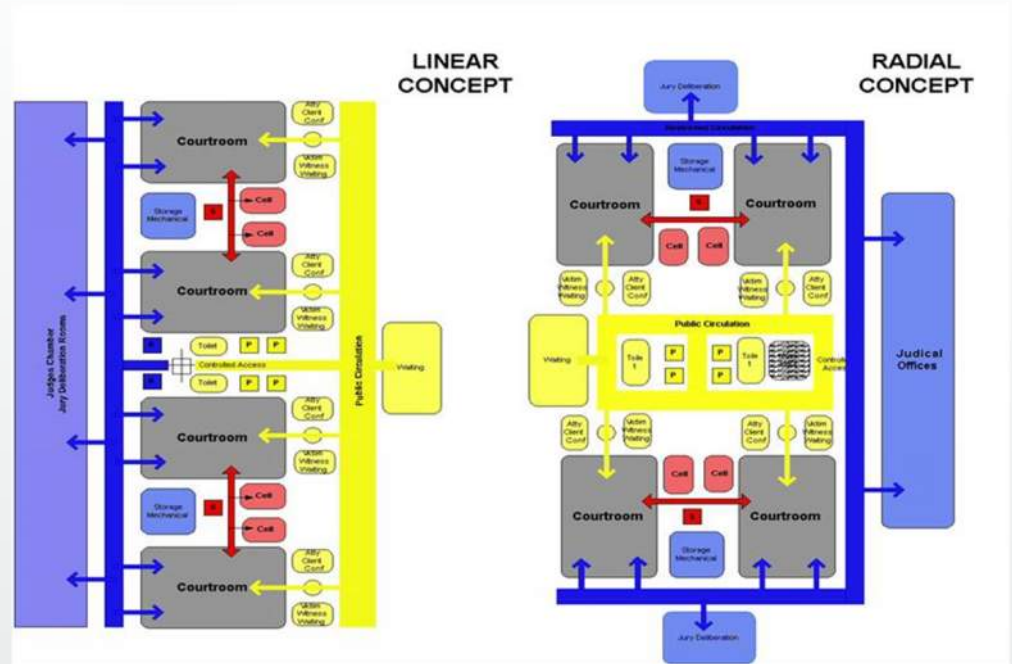 LINEAR
CONCEPT
Judges Chamber
Jury Deliberation Rooms
Courtroom
Atty
Client
Conf
Victim
Witness
Waiting
Storage
Mechanical
S
Cell
Cell
Courtroom
Atty
Client
Conf
Victim
Witness
Waiting
Toilet
P
P
Controlled Access
Toilet
P
P
Public Circulation
Waiting
Courtroom
Atty
Client
Conf
Victim
Witness
Waiting
Storage
Mechanical
Cell
Cell
Courtroom
Atty
Client
Conf
Victim
Witness
Waiting
RADIAL
CONCEPT
Jury Deliberation
Restricted Circulation
Courtroom
Storage
Mechanical
S
Cell
Cell
Courtroom
Victim
Witness
Waiting
Atty
Client
Conf
Victim
Witness
Waiting
Atty
Client
Conf
Public Circulation
Waiting
Toile
t
P
P
P
P
Toile
t
Judical
Offices
Atty
Client
Conf
Victim
Witness
Waiting
Atty
Client
Conf
Victim
Witness
Waiting
Courtroom
Cell
Cell
S
Storage
Mechanical
Courtroom
Jury Deliberation